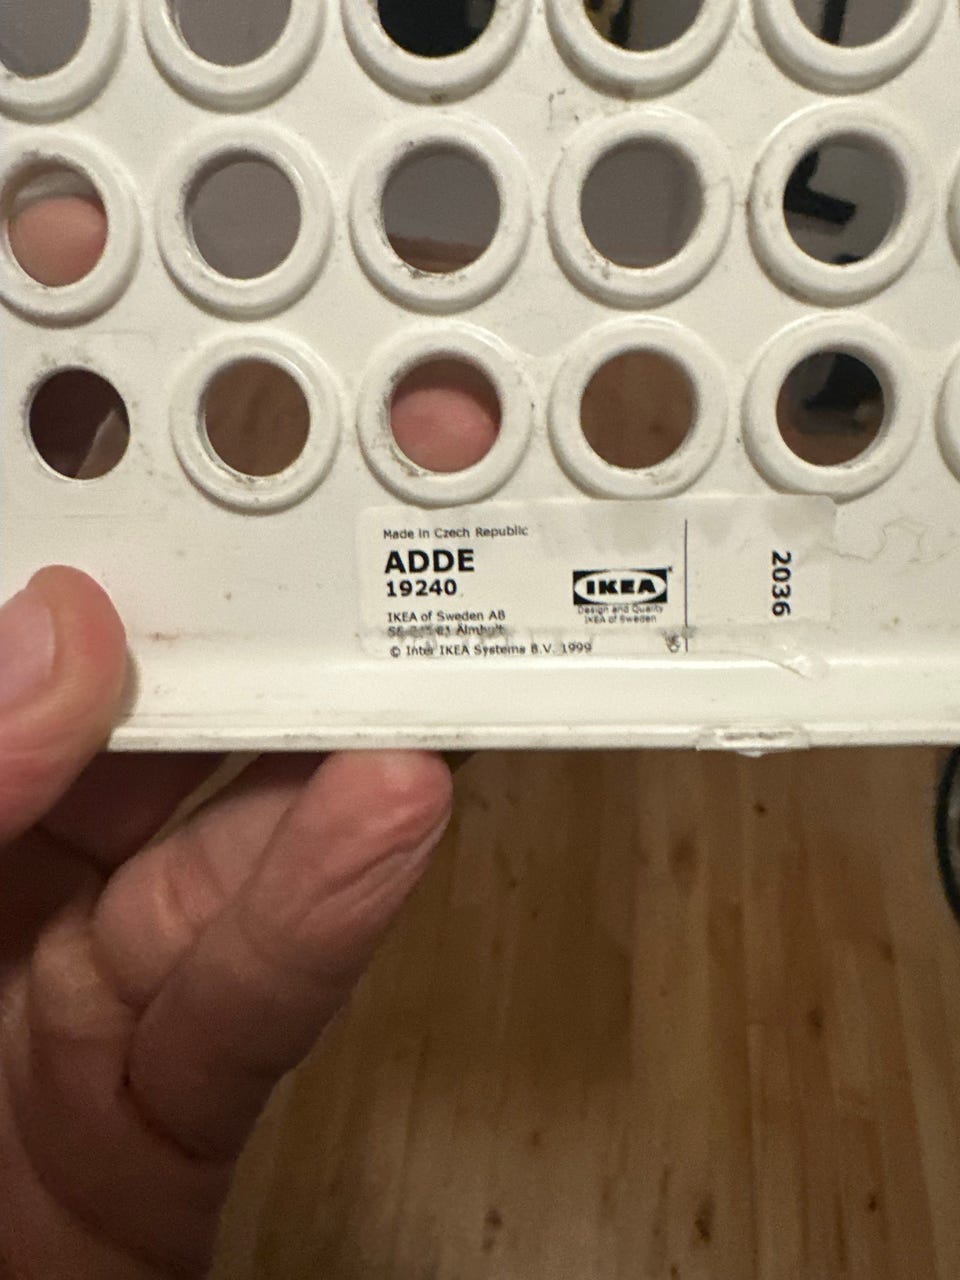 Made in Czech Republic
ADDE
19240
IKEA
Design and Quality
IKEA of Sweden
IKEA of Sweden AB
Älmhult
© Inter IKEA Systems B.V. 1999
2036